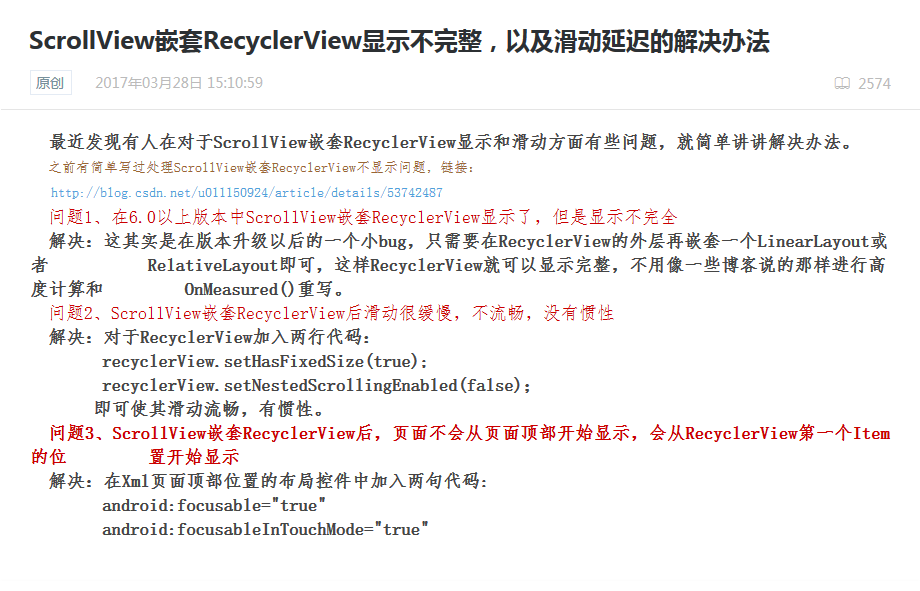 ScrollView嵌套RecyclerView显示不完整，以及滑动延迟的解决办法
原创 2017年03月28日 15:10:59 2574
最近发现有人在对于ScrollView嵌套RecyclerView显示和滑动方面有些问题，就简单讲讲解决办法。
之前有简单写过处理ScrollView嵌套RecyclerView不显示问题，链接：
http://blog.csdn.net/u011150924/article/details/53742487
问题1、在6.0以上版本中ScrollView嵌套RecyclerView显示了，但是显示不完全
解决：这其实是在版本升级以后的一个小bug，只需要在RecyclerView的外层再嵌套一个LinearLayout或
者 RelativeLayout即可，这样RecyclerView就可以显示完整，不用像一些博客说的那样进行高
度计算和 OnMeasured()重写。
问题2、ScrollView嵌套RecyclerView后滑动很缓慢，不流畅，没有惯性
解决：对于RecyclerView加入两行代码：
recyclerView.setHasFixedSize(true);
recyclerView.setNestedScrollingEnabled(false);
即可使其滑动流畅，有惯性。
问题3、ScrollView嵌套RecyclerView后，页面不会从页面顶部开始显示，会从RecyclerView第一个Item
的位 置开始显示
解决：在Xml页面顶部位置的布局控件中加入两句代码：
android:focusable="true"
android:focusableInTouchMode="true"